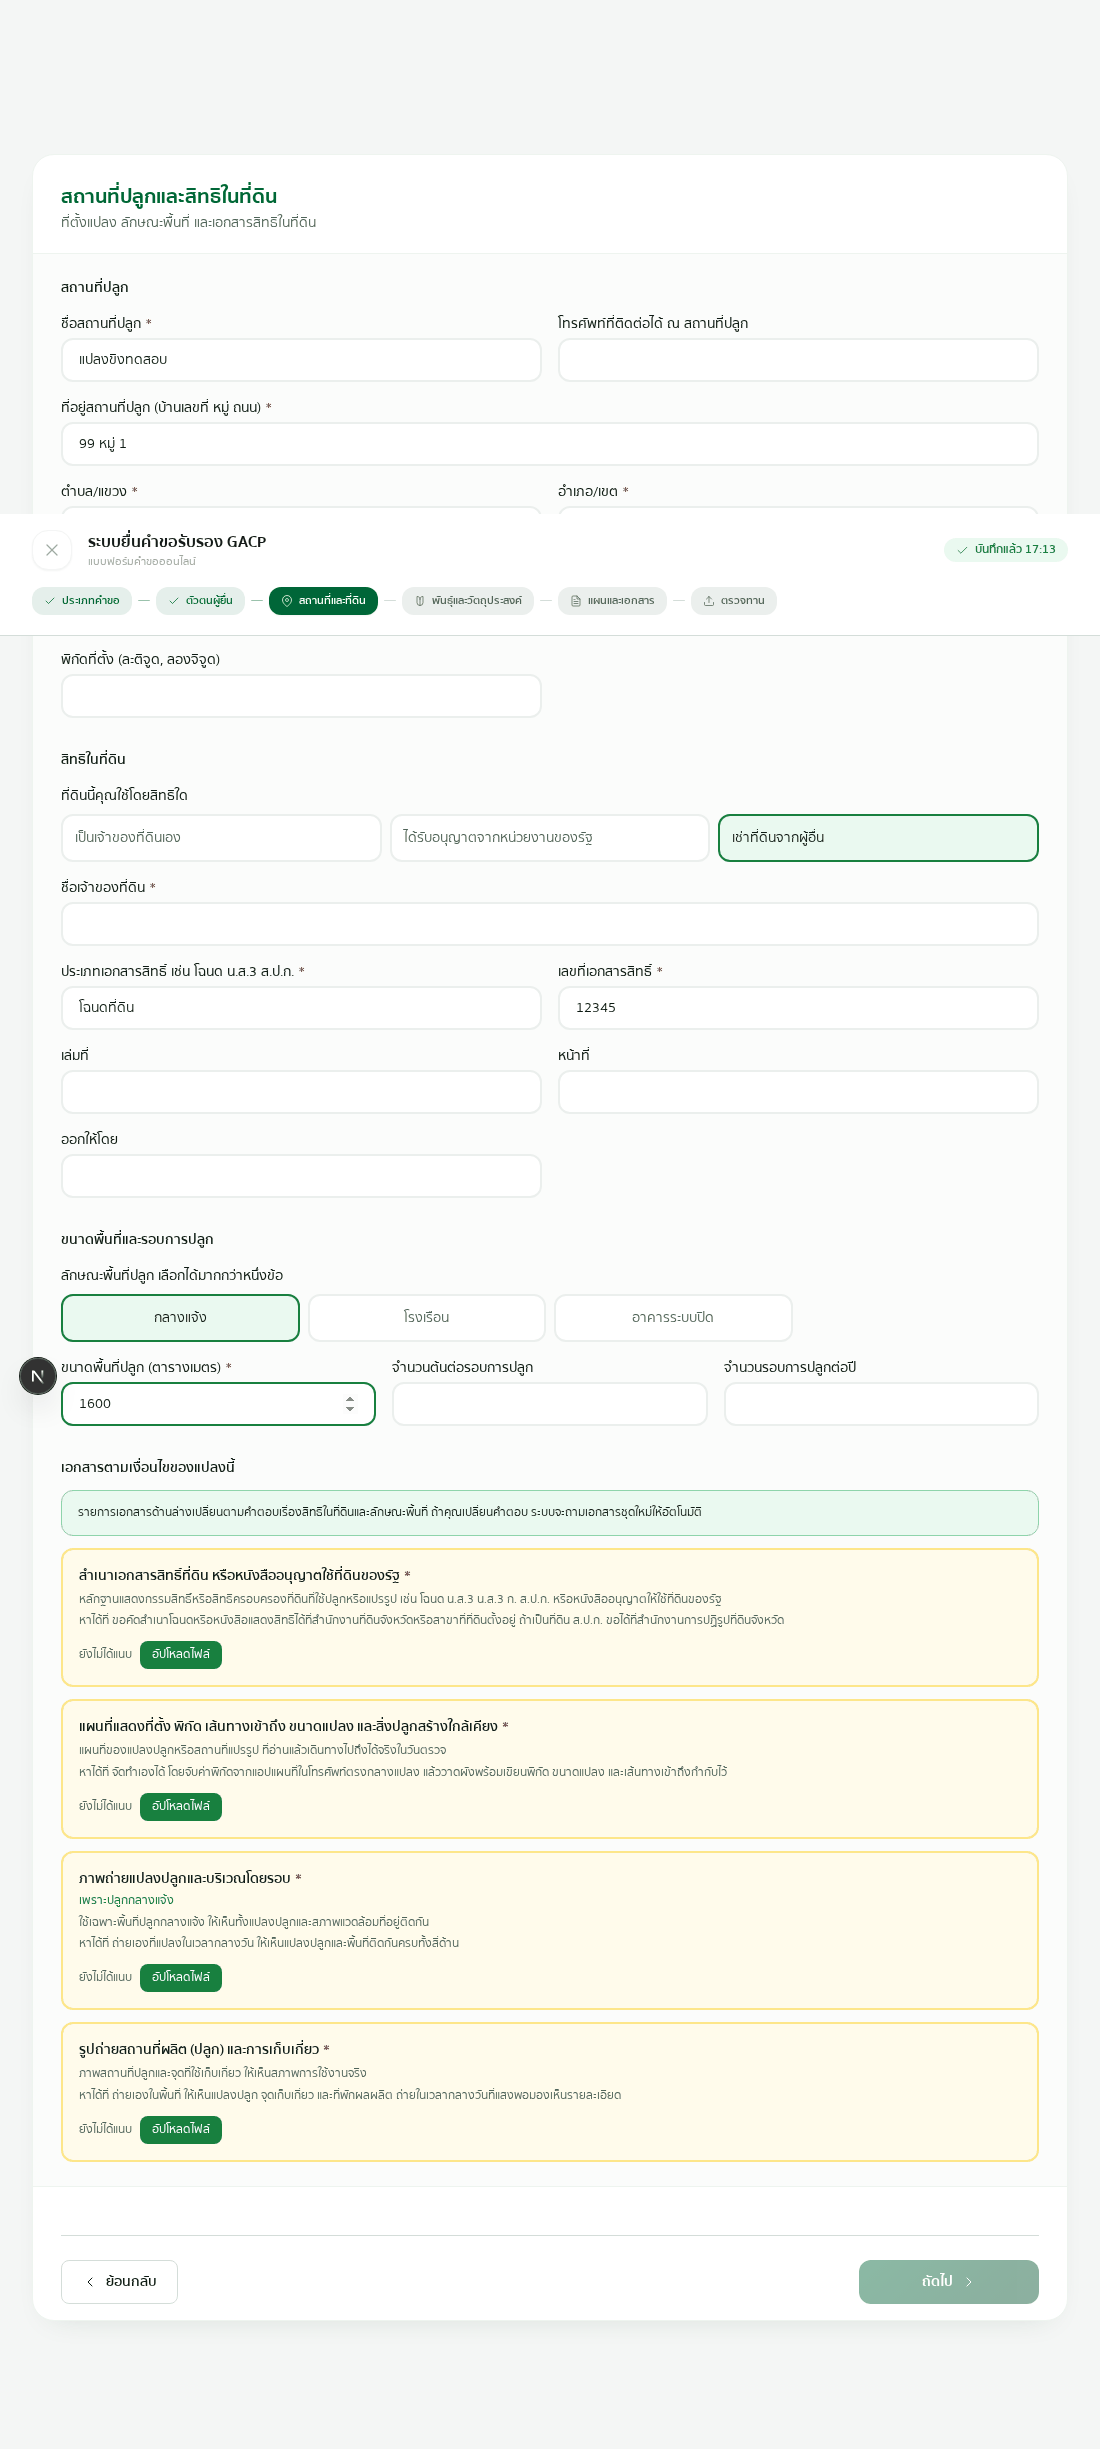 สถานที่ปลูกและสิทธิในที่ดิน
ที่ตั้งแปลง ลักษณะพื้นที่ และเอกสารสิทธิในที่ดิน
สถานที่ปลูก
ชื่อสถานที่ปลูก *
โทรศัพท์ที่ติดต่อได้ ณ สถานที่ปลูก
แปลงขิงทดสอบ
ที่อยู่สถานที่ปลูก (บ้านเลขที่ หมู่ ถนน) *
99 หมู่ 1
ตำบล/แขวง *
อำเภอ/เขต *
ระบบยื่นคำขอรับรอง GACP
แบบฟอร์มคำขอออนไลน์
บันทึกแล้ว 17:13
ประเภทคำขอ
ตัวตนผู้ยื่น
สถานที่และที่ดิน
พันธุ์และวัตถุประสงค์
แผนและเอกสาร
ตรวจทาน
พิกัดที่ตั้ง (ละติจูด, ลองจิจูด)
สิทธิในที่ดิน
ที่ดินนี้คุณใช้โดยสิทธิใด
เป็นเจ้าของที่ดินเอง
ได้รับอนุญาตจากหน่วยงานของรัฐ
เช่าที่ดินจากผู้อื่น
ชื่อเจ้าของที่ดิน *
ประเภทเอกสารสิทธิ์ เช่น โฉนด น.ส.3 ส.ป.ก. *
เลขที่เอกสารสิทธิ์ *
โฉนดที่ดิน
12345
เล่มที่
หน้าที่
ออกให้โดย
ขนาดพื้นที่และรอบการปลูก
ลักษณะพื้นที่ปลูก เลือกได้มากกว่าหนึ่งข้อ
กลางแจ้ง
โรงเรือน
อาคารระบบปิด
ขนาดพื้นที่ปลูก (ตารางเมตร) *
จำนวนต้นต่อรอบการปลูก
จำนวนรอบการปลูกต่อปี
N
1600
เอกสารตามเงื่อนไขของแปลงนี้
รายการเอกสารด้านล่างเปลี่ยนตามคำตอบเรื่องสิทธิในที่ดินและลักษณะพื้นที่ ถ้าคุณเปลี่ยนคำตอบ ระบบจะถามเอกสารชุดใหม่ให้อัตโนมัติ
สำเนาเอกสารสิทธิ์ที่ดิน หรือหนังสืออนุญาตใช้ที่ดินของรัฐ *
หลักฐานแสดงกรรมสิทธิ์หรือสิทธิครอบครองที่ดินที่ใช้ปลูกหรือแปรรูป เช่น โฉนด น.ส.3 น.ส.3 ก. ส.ป.ก. หรือหนังสืออนุญาตให้ใช้ที่ดินของรัฐ
หาได้ที่ ขอคัดสำเนาโฉนดหรือหนังสือแสดงสิทธิได้ที่สำนักงานที่ดินจังหวัดหรือสาขาที่ที่ดินตั้งอยู่ ถ้าเป็นที่ดิน ส.ป.ก. ขอได้ที่สำนักงานการปฏิรูปที่ดินจังหวัด
ยังไม่ได้แนบ
อัปโหลดไฟล์
แผนที่แสดงที่ตั้ง พิกัด เส้นทางเข้าถึง ขนาดแปลง และสิ่งปลูกสร้างใกล้เคียง *
แผนที่ของแปลงปลูกหรือสถานที่แปรรูป ที่อ่านแล้วเดินทางไปถึงได้จริงในวันตรวจ
หาได้ที่ จัดทำเองได้ โดยจับค่าพิกัดจากแอปแผนที่ในโทรศัพท์ตรงกลางแปลง แล้ววาดผังพร้อมเขียนพิกัด ขนาดแปลง และเส้นทางเข้าถึงกำกับไว้
ยังไม่ได้แนบ
อัปโหลดไฟล์
ภาพถ่ายแปลงปลูกและบริเวณโดยรอบ *
เพราะปลูกกลางแจ้ง
ใช้เฉพาะพื้นที่ปลูกกลางแจ้ง ให้เห็นทั้งแปลงปลูกและสภาพแวดล้อมที่อยู่ติดกัน
หาได้ที่ ถ่ายเองที่แปลงในเวลากลางวัน ให้เห็นแปลงปลูกและพื้นที่ติดกันครบทั้งสี่ด้าน
ยังไม่ได้แนบ
อัปโหลดไฟล์
รูปถ่ายสถานที่ผลิต (ปลูก) และการเก็บเกี่ยว *
ภาพสถานที่ปลูกและจุดที่ใช้เก็บเกี่ยว ให้เห็นสภาพการใช้งานจริง
หาได้ที่ ถ่ายเองในพื้นที่ ให้เห็นแปลงปลูก จุดเก็บเกี่ยว และที่พักผลผลิต ถ่ายในเวลากลางวันที่แสงพอมองเห็นรายละเอียด
ยังไม่ได้แนบ
อัปโหลดไฟล์
ย้อนกลับ
ถัดไป